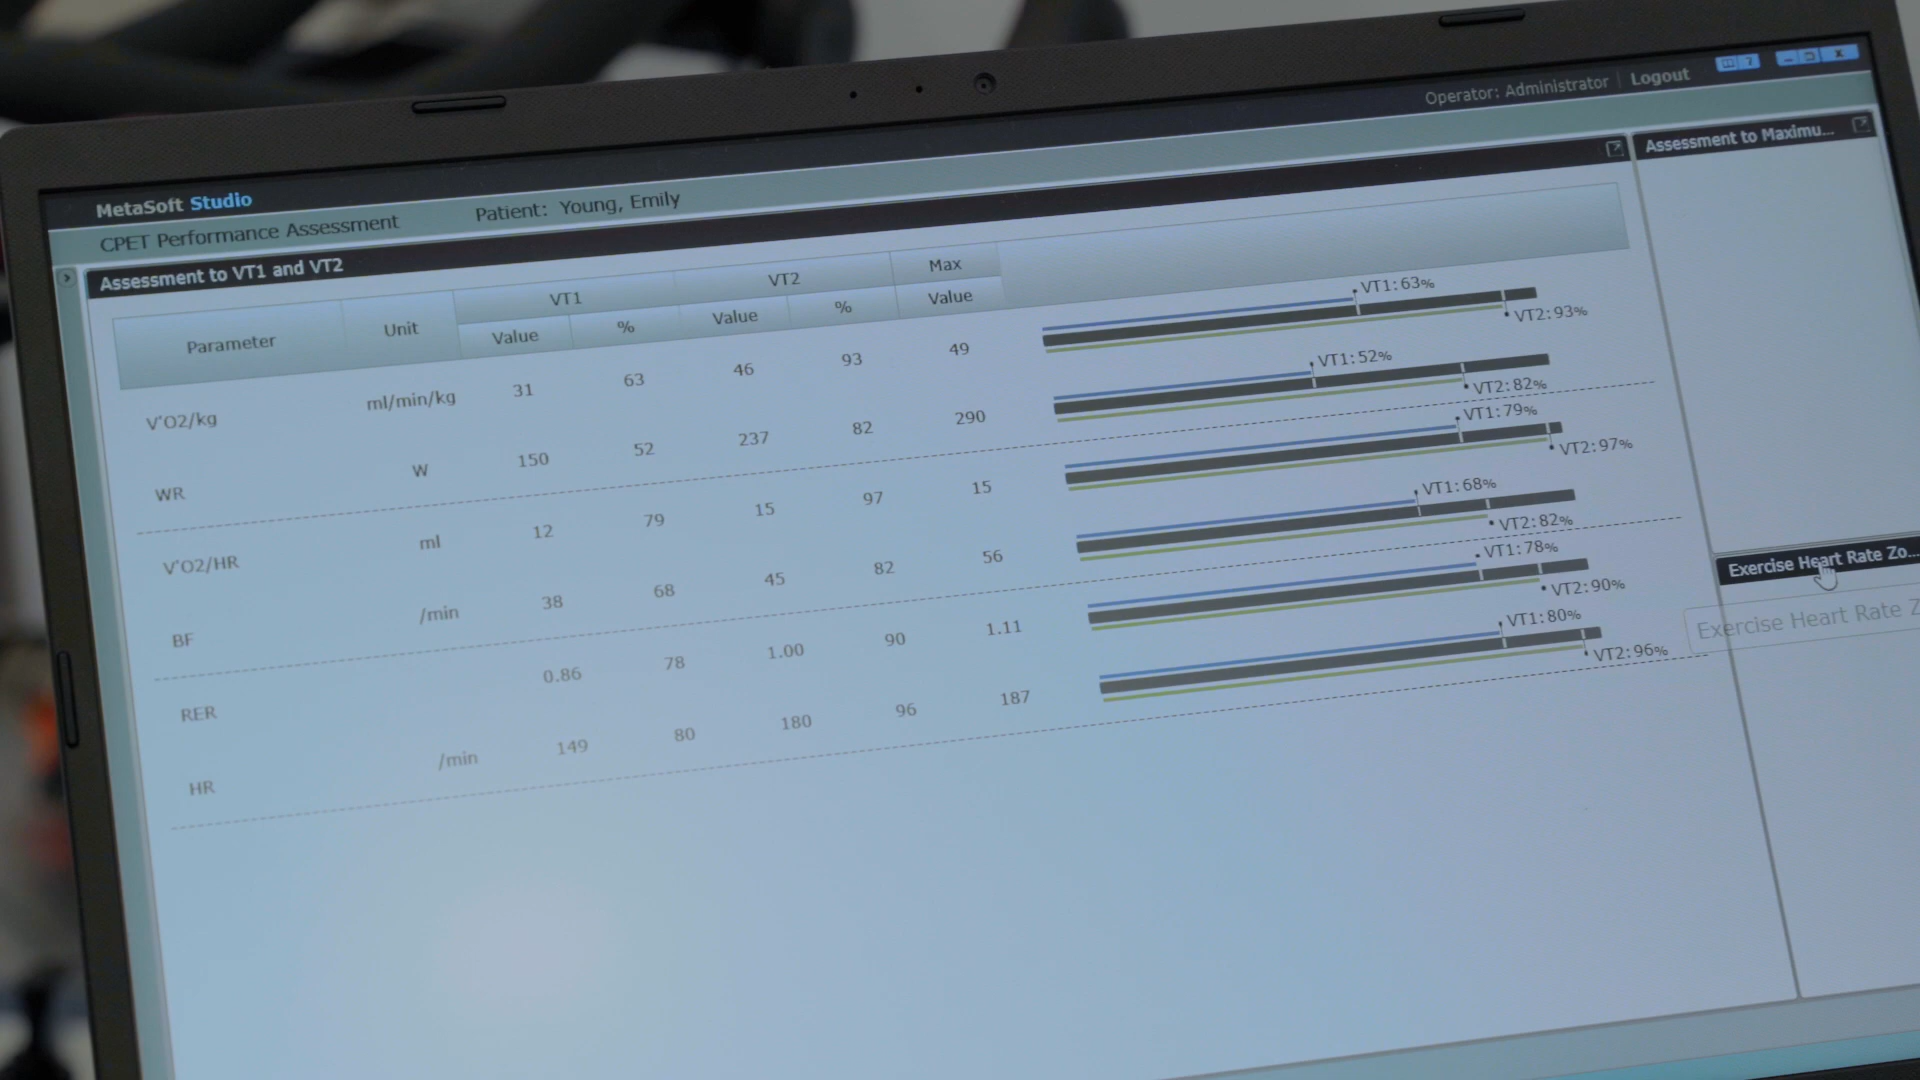 Operator: Administrator | Logout
MetaSoft Studio
CPET Performance Assessment Patient: Young, Emily
Assessment to VT1 and VT2
Parameter Unit VT1 VT2 Max
Value % Value % Value
V'O2/kg ml/min/kg 31 63 46 93 49 VT1:63% VT2:93%
WR W 150 52 237 82 290 VT1:52% VT2:82%
V'O2/HR ml 12 79 15 97 15 VT1:79% VT2:97%
BF /min 38 68 45 82 56 VT1:68% VT2:82%
RER 0.86 78 1.00 90 1.11 VT1:78% VT2:90%
HR /min 149 80 180 96 187 VT1:80% VT2:96%
Assessment to Maximu...
Exercise Heart Rate Zo...
Exercise Heart Rate Z